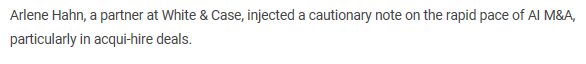 Arlene Hahn, a partner at White & Case, injected a cautionary note on the rapid pace of AI M&A,
particularly in acqui-hire deals.